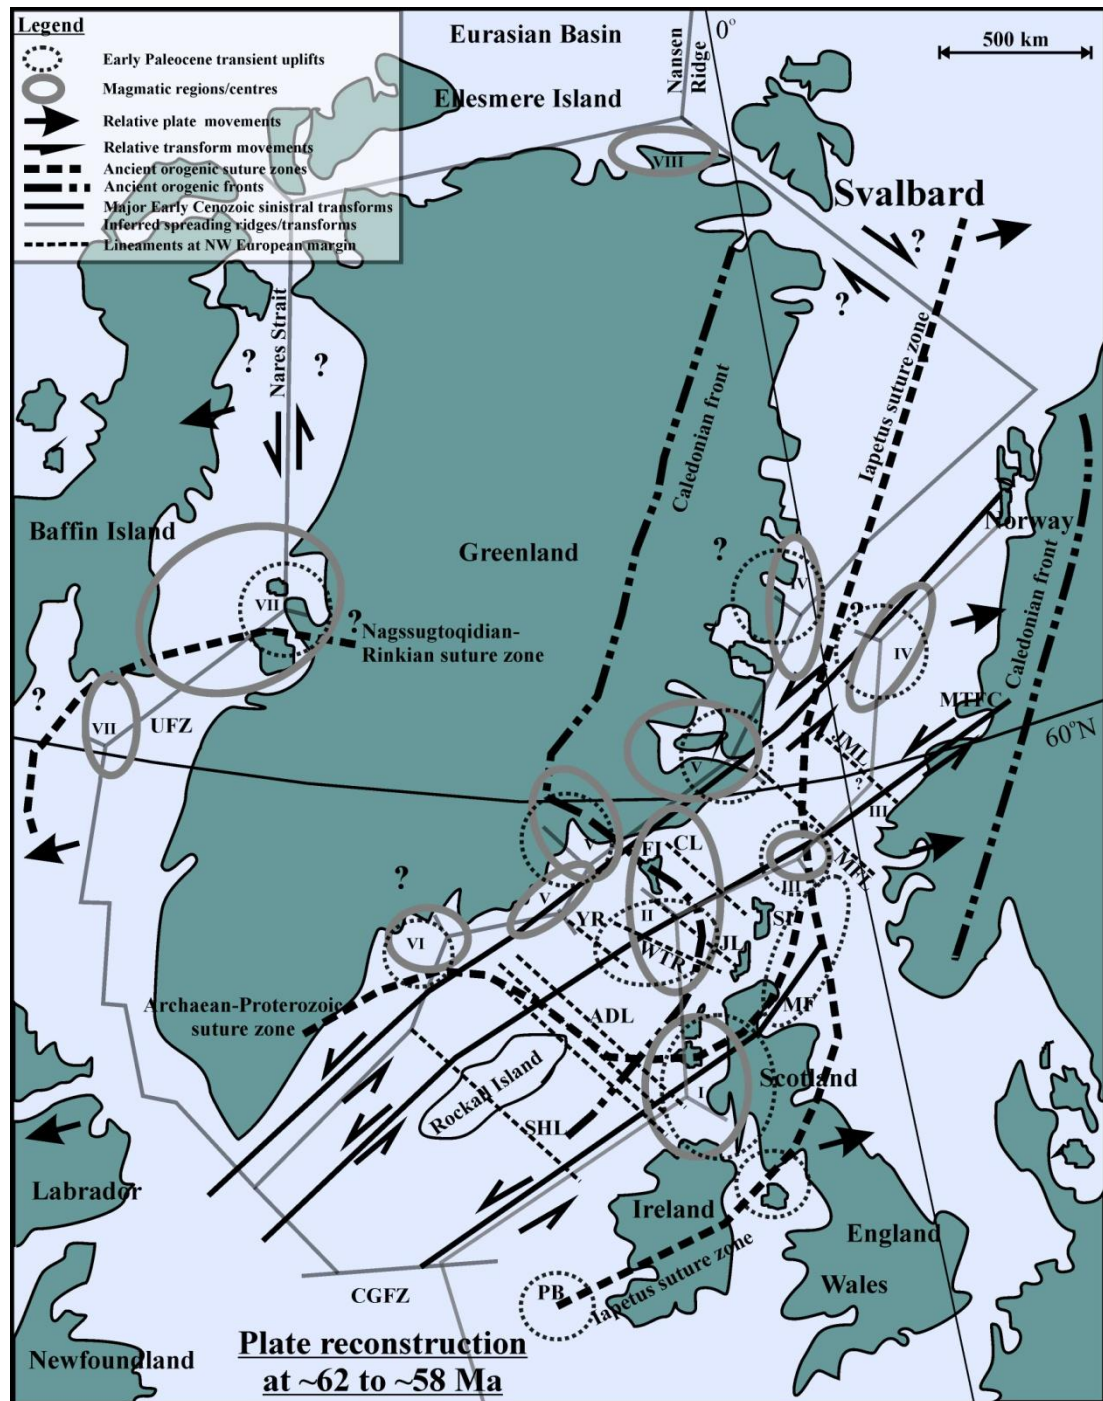 Legend
Early Paleocene transient uplifts
Magmatic regions/centres
Relative plate movements
Relative transform movements
Ancient orogenic suture zones
Ancient orogenic fronts
Major Early Cenozoic sinistral transforms
Inferred spreading ridges/transforms
Lineaments at NW European margin
Eurasian Basin
Ellesmere Island
Nansen
Ridge
0°
500 km
VIII
Svalbard
?
?
Nares Strait
?
?
Caledonian front
Iapetus suture zone
Baffin Island
Greenland
Norway
?
IV
VII
?
?
Nagssugtoqidian-
Rinkian suture zone
IV
Caledonian front
?
VII
UFZ
MTFC
60°N
JML
V
?
III
V
FI
CL
MFL
?
III
V
YR
II
SI
VI
WTR
JL
Archaean-Proterozoic
suture zone
ADL
MF
Rockall Island
I
Scotland
SHL
Labrador
Ireland
England
Iapetus suture zone
Wales
CGFZ
PB
Newfoundland
Plate reconstruction
at ~62 to ~58 Ma